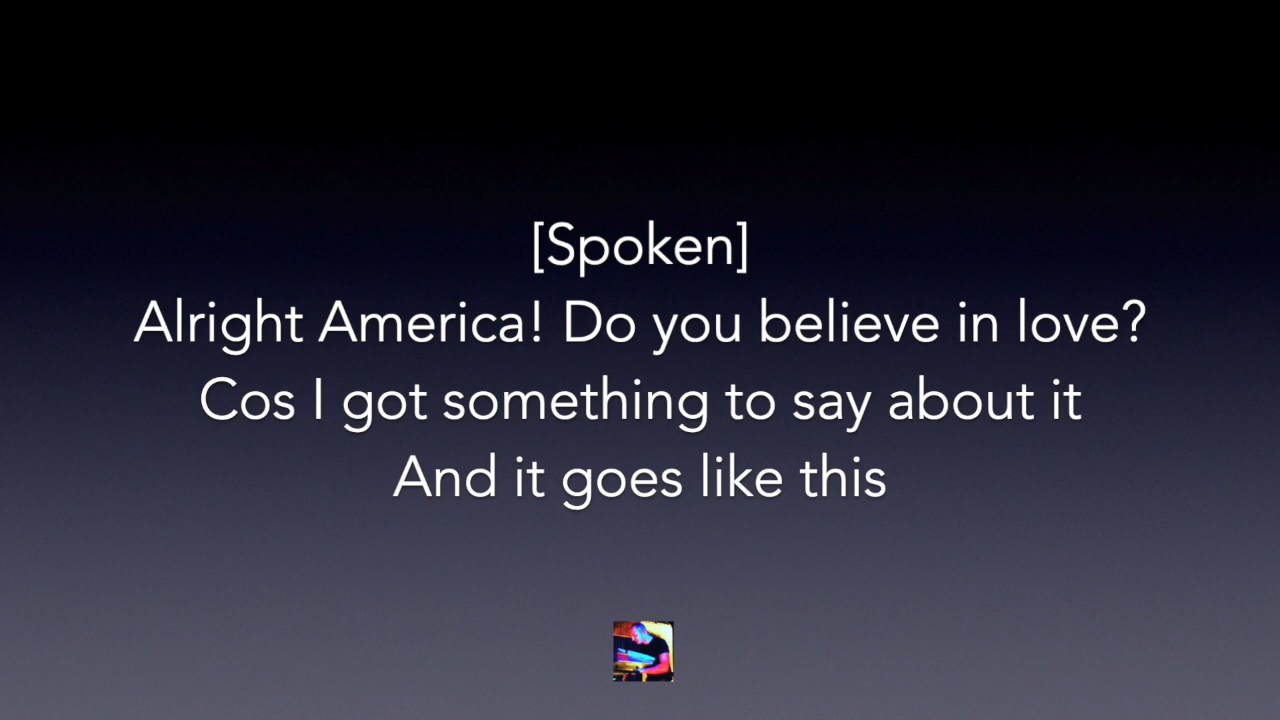 [Spoken]
Alright America! Do you believe in love?
Cos I got something to say about it
And it goes like this